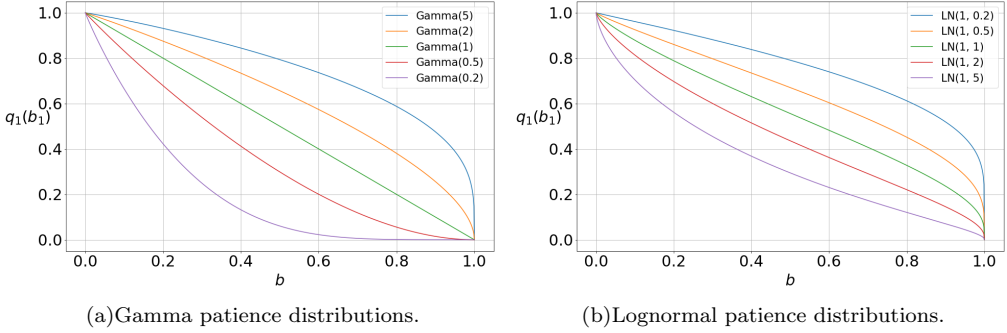 1.0
0.8
0.6
q₁(b₁)
0.4
0.2
0.0
0.0 0.2 0.4 0.6 0.8 1.0
b
Gamma(5)
Gamma(2)
Gamma(1)
Gamma(0.5)
Gamma(0.2)
(a)Gamma patience distributions.
1.0
0.8
0.6
q₁(b₁)
0.4
0.2
0.0
0.0 0.2 0.4 0.6 0.8 1.0
b
LN(1, 0.2)
LN(1, 0.5)
LN(1, 1)
LN(1, 2)
LN(1, 5)
(b)Lognormal patience distributions.